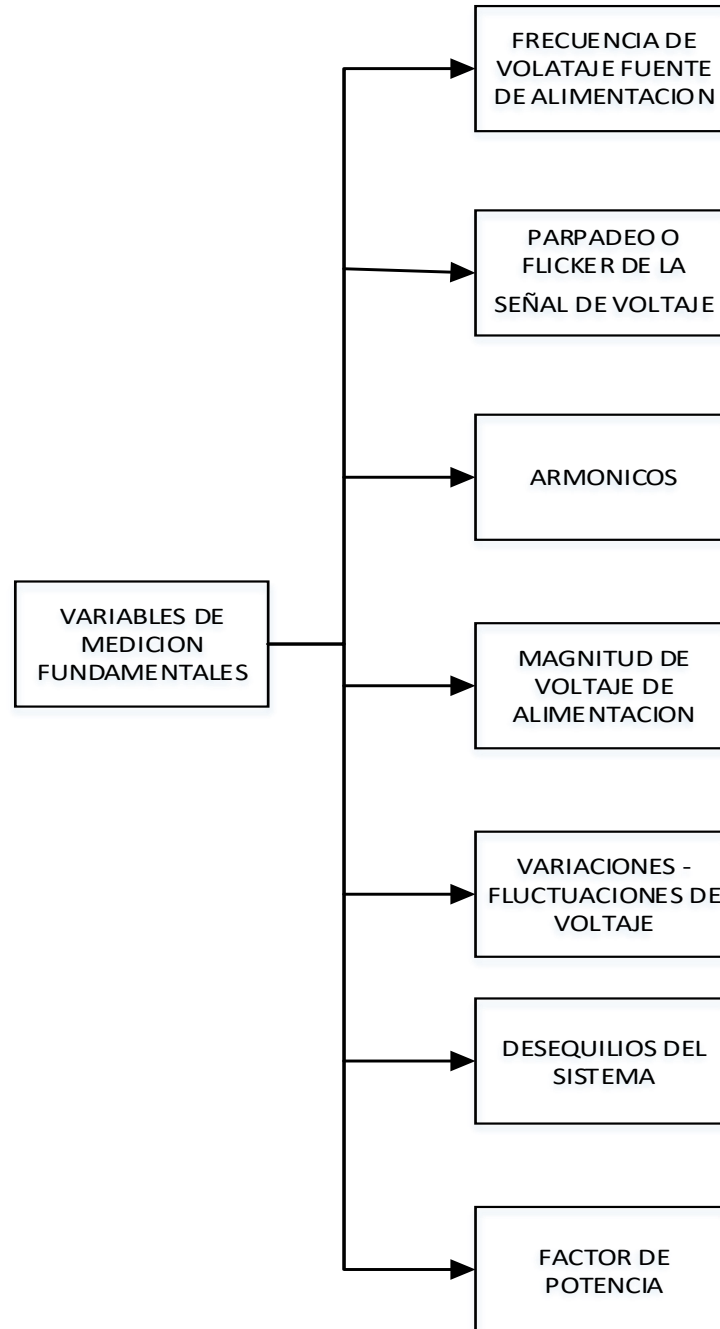 FRECUENCIA DE
VOLATAJE FUENTE
DE ALIMENTACION
PARPADEO O
FLICKER DE LA
SEÑAL DE VOLTAJE
ARMONICOS
VARIABLES DE
MEDICION
FUNDAMENTALES
MAGNITUD DE
VOLTAJE DE
ALIMENTACION
VARIACIONES -
FLUCTUACIONES DE
VOLTAJE
DESEQUILIOS DEL
SISTEMA
FACTOR DE
POTENCIA